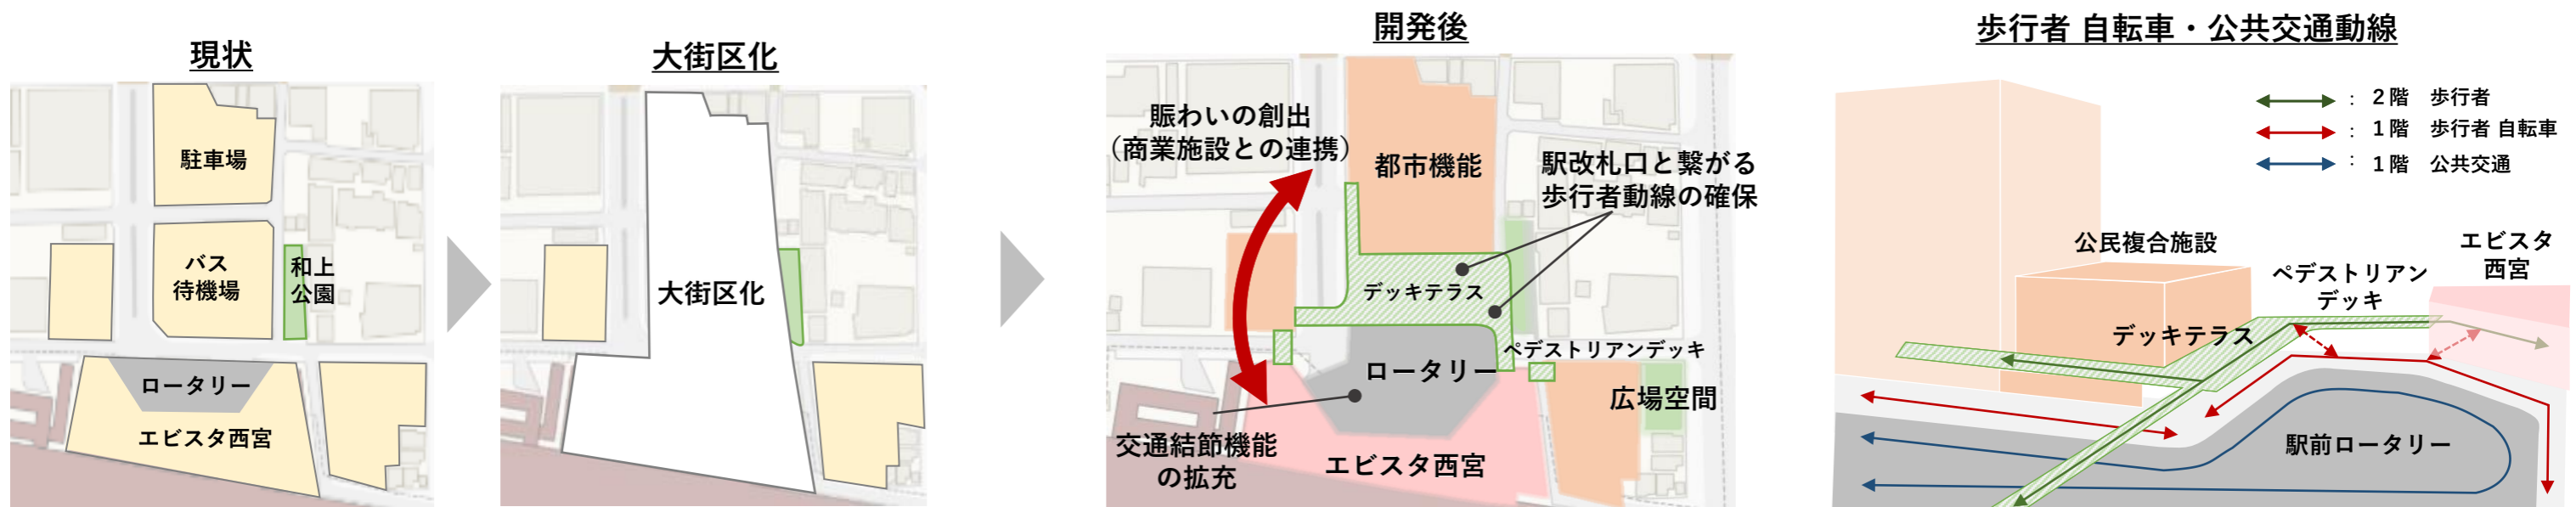 現状
駐車場
バス
待機場
和上
公園
ロータリー
エビスタ西宮
大街区化
大街区化
開発後
賑わいの創出
（商業施設との連携）
都市機能
駅改札口と繋がる
歩行者動線の確保
デッキテラス
ペデストリアンデッキ
ロータリー
広場空間
交通結節機能
の拡充
エビスタ西宮
歩行者 自転車・公共交通動線
： 2階 歩行者
： 1階 歩行者 自転車
： 1階 公共交通
公民複合施設
エビスタ
西宮
ペデストリアン
デッキ
デッキテラス
駅前ロータリー